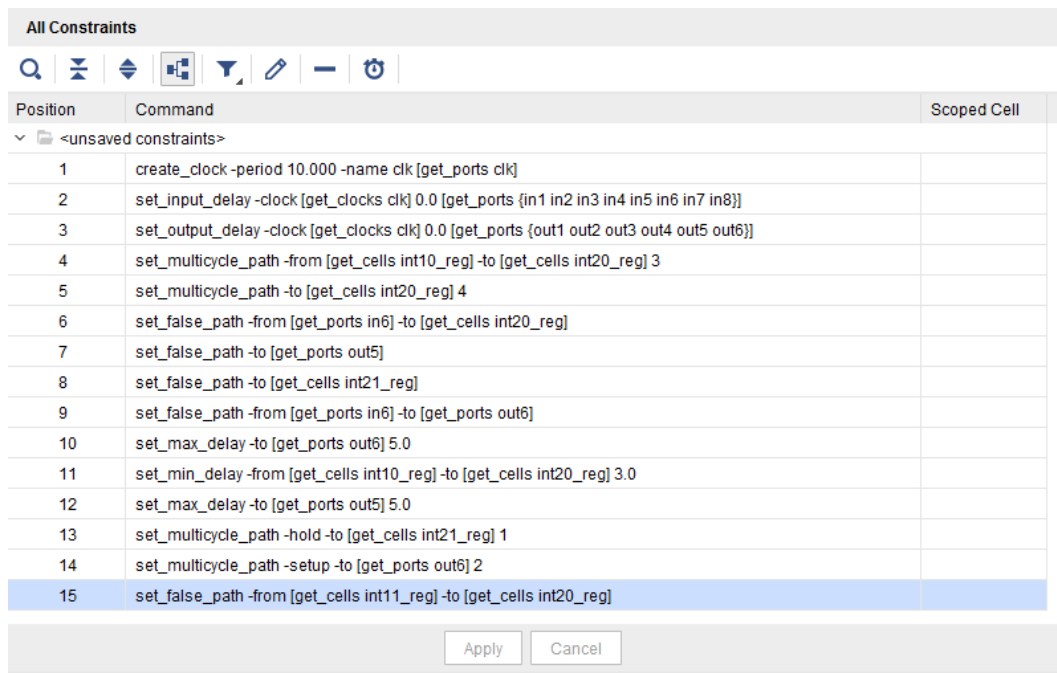 All Constraints
Position Command Scoped Cell
<unsaved constraints>
1 create_clock -period 10.000 -name clk [get_ports clk]
2 set_input_delay -clock [get_clocks clk] 0.0 [get_ports {in1 in2 in3 in4 in5 in6 in7 in8}]
3 set_output_delay -clock [get_clocks clk] 0.0 [get_ports {out1 out2 out3 out4 out5 out6}]
4 set_multicycle_path -from [get_cells int10_reg] -to [get_cells int20_reg] 3
5 set_multicycle_path -to [get_cells int20_reg] 4
6 set_false_path -from [get_ports in6] -to [get_cells int20_reg]
7 set_false_path -to [get_ports out5]
8 set_false_path -to [get_cells int21_reg]
9 set_false_path -from [get_ports in6] -to [get_ports out6]
10 set_max_delay -to [get_ports out6] 5.0
11 set_min_delay -from [get_cells int10_reg] -to [get_cells int20_reg] 3.0
12 set_max_delay -to [get_ports out5] 5.0
13 set_multicycle_path -hold -to [get_cells int21_reg] 1
14 set_multicycle_path -setup -to [get_ports out6] 2
15 set_false_path -from [get_cells int11_reg] -to [get_cells int20_reg]
Apply Cancel